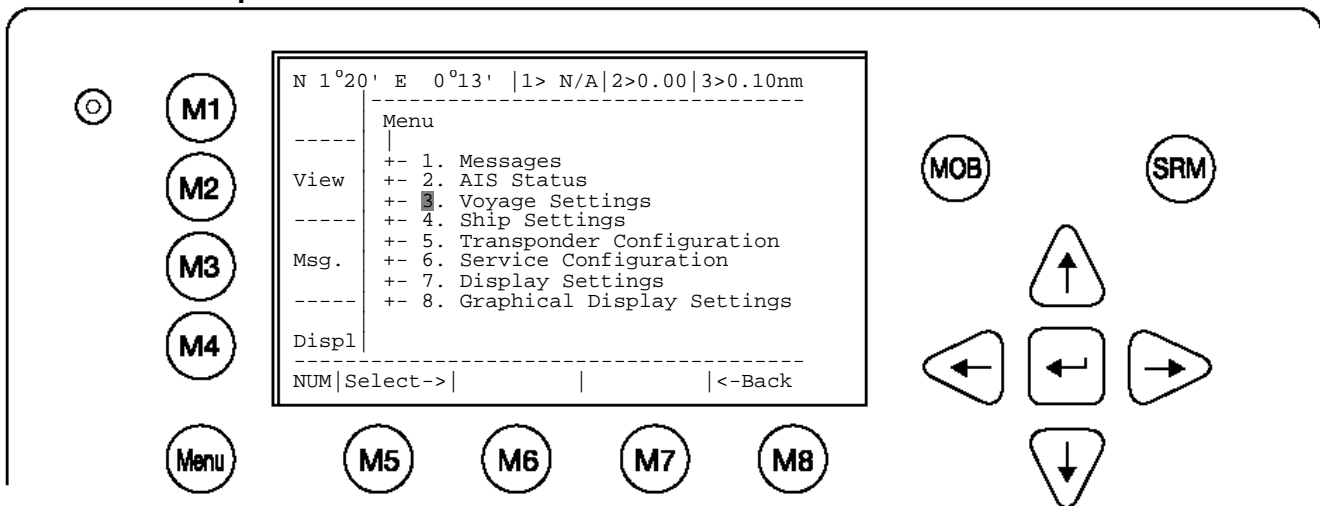 N 1°20' E 0°13' |1> N/A|2>0.00|3>0.10nm
Menu
+- 1. Messages
View +- 2. AIS Status
+- 3. Voyage Settings
+- 4. Ship Settings
+- 5. Transponder Configuration
Msg. +- 6. Service Configuration
+- 7. Display Settings
+- 8. Graphical Display Settings
Displ
NUM|Select->| | |<-Back
M1
M2
M3
M4
MOB
SRM
Menu
M5
M6
M7
M8